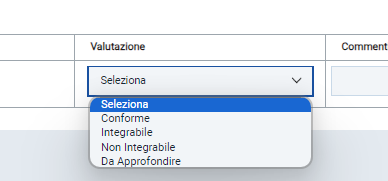 Valutazione
Comment
Seleziona
Seleziona
Conforme
Integrabile
Non Integrabile
Da Approfondire